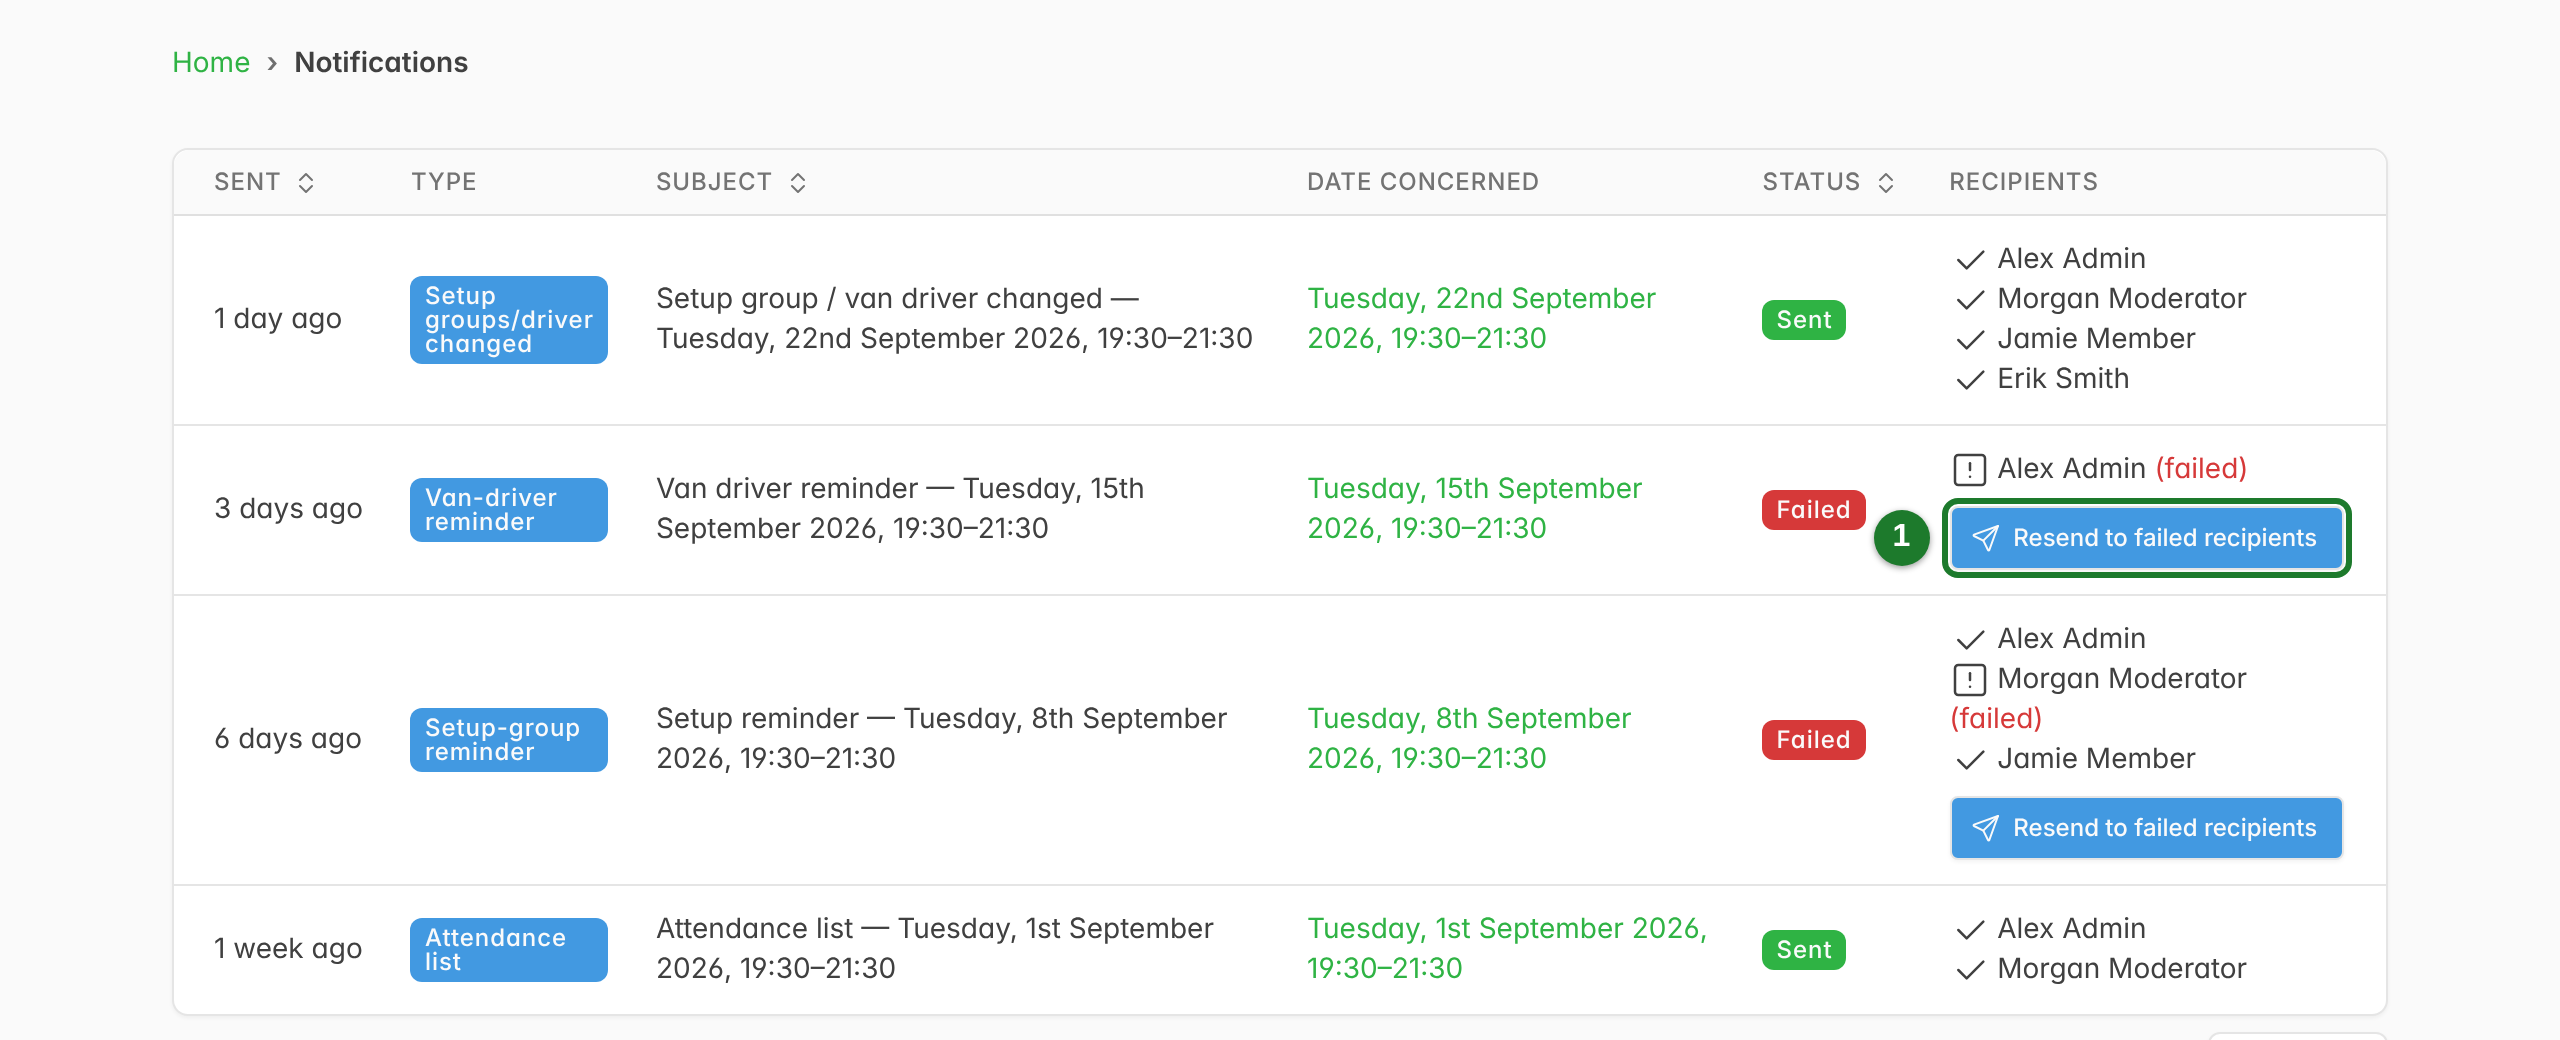 Home › Notifications
SENT TYPE SUBJECT DATE CONCERNED STATUS RECIPIENTS
1 day ago
Setup
groups/driver
changed
Setup group / van driver changed —
Tuesday, 22nd September 2026, 19:30–21:30
Tuesday, 22nd September
2026, 19:30–21:30
Sent
Alex Admin
Morgan Moderator
Jamie Member
Erik Smith
3 days ago
Van-driver
reminder
Van driver reminder — Tuesday, 15th
September 2026, 19:30–21:30
Tuesday, 15th September
2026, 19:30–21:30
Failed
Alex Admin (failed)
1
Resend to failed recipients
6 days ago
Setup-group
reminder
Setup reminder — Tuesday, 8th September
2026, 19:30–21:30
Tuesday, 8th September
2026, 19:30–21:30
Failed
Alex Admin
Morgan Moderator
(failed)
Jamie Member
Resend to failed recipients
1 week ago
Attendance
list
Attendance list — Tuesday, 1st September
2026, 19:30–21:30
Tuesday, 1st September 2026,
19:30–21:30
Sent
Alex Admin
Morgan Moderator